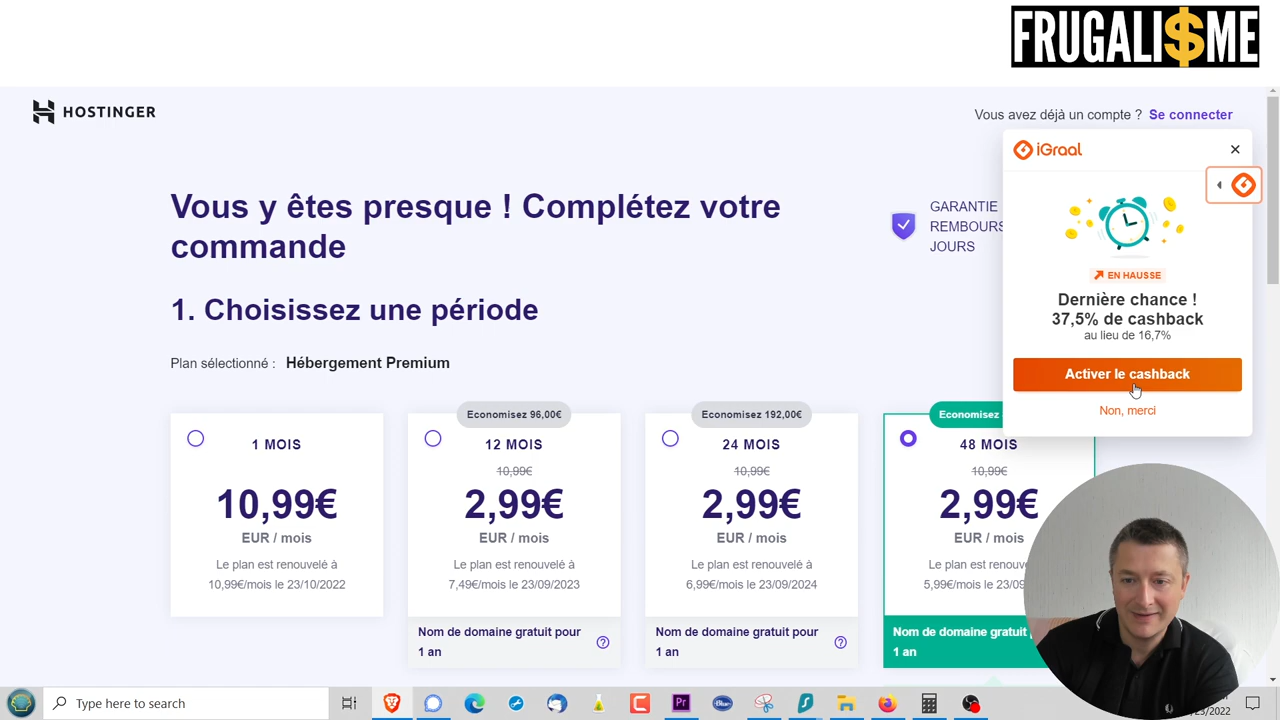 FRUGALI$ME
HOSTINGER
Vous avez déjà un compte ? Se connecter
iGraal
Vous y êtes presque ! Complétez votre
commande
GARANTIE
REMBOURS
JOURS
EN HAUSSE
Dernière chance !
37,5% de cashback
au lieu de 16,7%
Activer le cashback
Non, merci
1. Choisissez une période
Plan sélectionné : Hébergement Premium
1 MOIS
10,99€
EUR / mois
Le plan est renouvelé à
10,99€/mois le 23/10/2022
Economisez 96,00€
12 MOIS
10,99€
2,99€
EUR / mois
Le plan est renouvelé à
7,49€/mois le 23/09/2023
Nom de domaine gratuit pour
1 an
Economisez 192,00€
24 MOIS
10,99€
2,99€
EUR / mois
Le plan est renouvelé à
6,99€/mois le 23/09/2024
Nom de domaine gratuit pour
1 an
Economisez
48 MOIS
10,99€
2,99€
EUR / mois
Le plan est renouv
5,99€/mois le 23/09
Nom de domaine gratuit
1 an
Type here to search
Pr
/23/2022